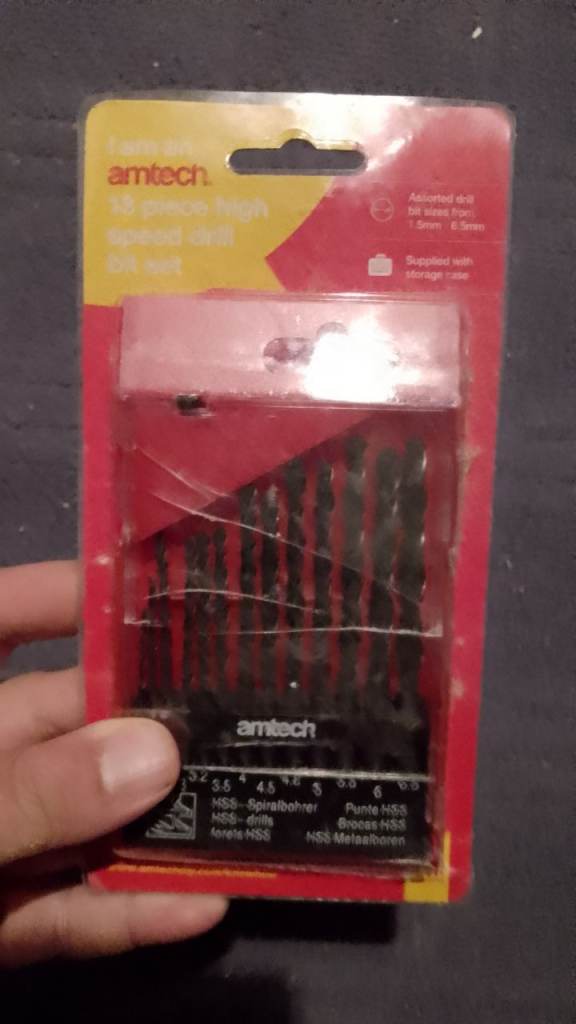 I am an
amtech.
13 piece high
speed drill
bit set
Assorted drill
bit sizes from
1.5mm 6.5mm
Supplied with
storage case
amtech
3.2 3.5 4 4.5 4.8 5 5.5 6 6.5
HSS-Spiralbohrer
HSS-drills
forets HSS
Punte HSS
Brocas HSS
HSS Metaalboren